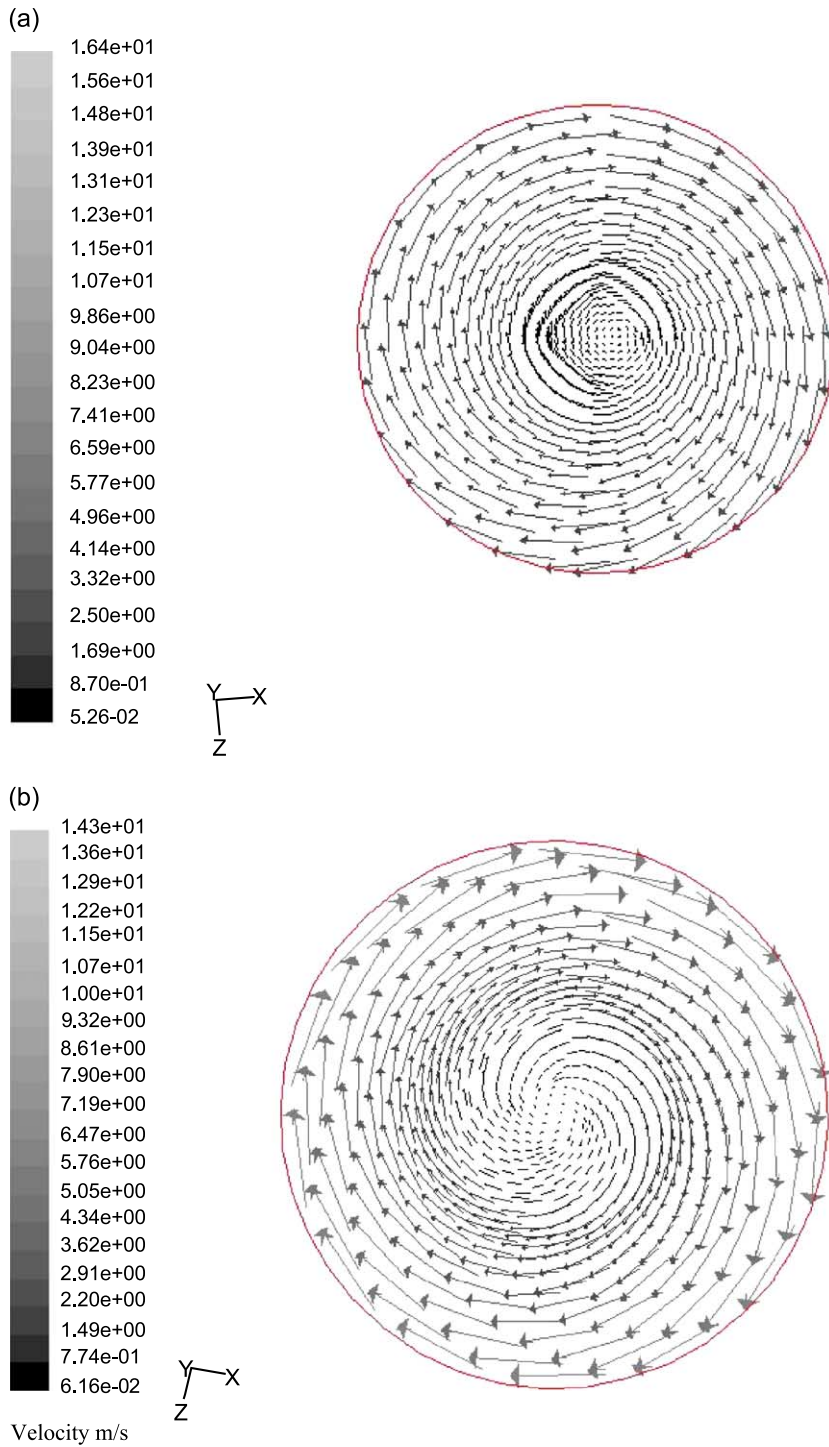 (a)
1.64e+01
1.56e+01
1.48e+01
1.39e+01
1.31e+01
1.23e+01
1.15e+01
1.07e+01
9.86e+00
9.04e+00
8.23e+00
7.41e+00
6.59e+00
5.77e+00
4.96e+00
4.14e+00
3.32e+00
2.50e+00
1.69e+00
8.70e-01
5.26-02
Y X
Z
(b)
1.43e+01
1.36e+01
1.29e+01
1.22e+01
1.15e+01
1.07e+01
1.00e+01
9.32e+00
8.61e+00
7.90e+00
7.19e+00
6.47e+00
5.76e+00
5.05e+00
4.34e+00
3.62e+00
2.91e+00
2.20e+00
1.49e+00
7.74e-01
6.16e-02
Y X
Z
Velocity m/s